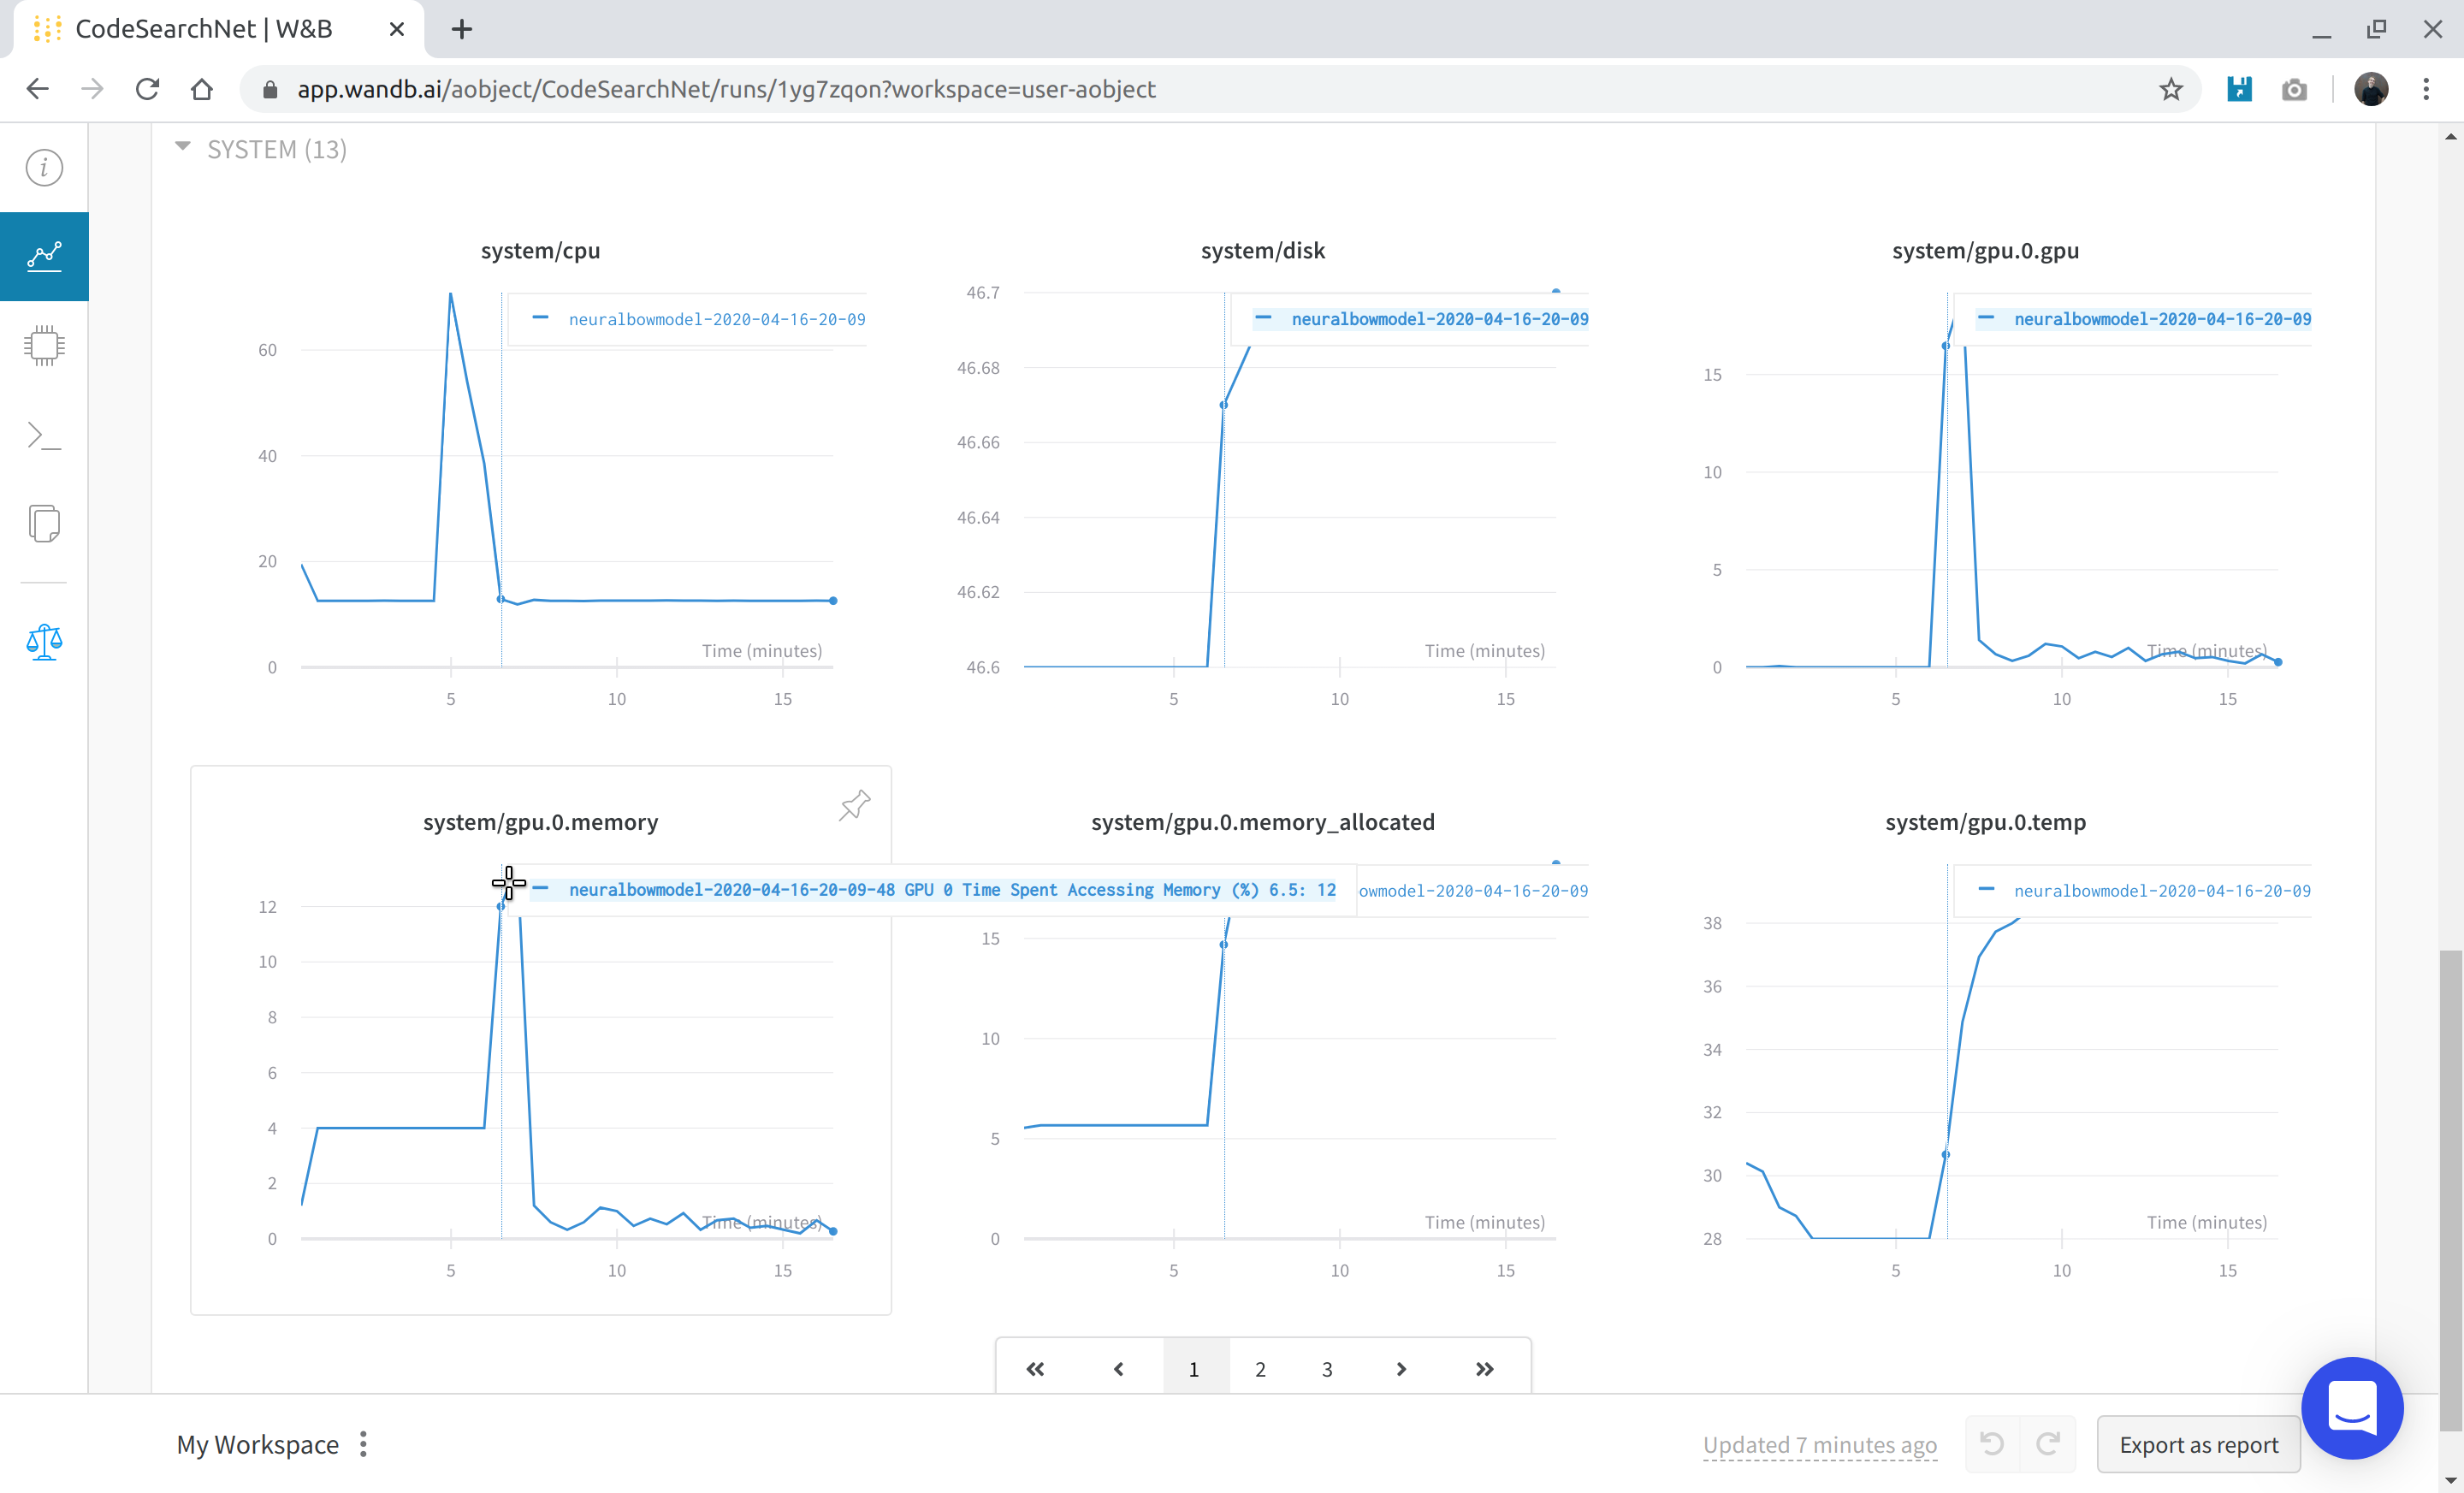 CodeSearchNet | W&B
app.wandb.ai/aobject/CodeSearchNet/runs/1yg7zqon?workspace=user-aobject
SYSTEM (13)
system/cpu
neuralbowmodel-2020-04-16-20-09
60
40
20
0
Time (minutes)
5 10 15
system/disk
neuralbowmodel-2020-04-16-20-09
46.7
46.68
46.66
46.64
46.62
46.6
Time (minutes)
5 10 15
system/gpu.0.gpu
neuralbowmodel-2020-04-16-20-09
15
10
5
0
Time (minutes)
5 10 15
system/gpu.0.memory
neuralbowmodel-2020-04-16-20-09-48 GPU 0 Time Spent Accessing Memory (%) 6.5: 12
12
10
8
6
4
2
0
Time (minutes)
5 10 15
system/gpu.0.memory_allocated
owmodel-2020-04-16-20-09
15
10
5
0
Time (minutes)
5 10 15
system/gpu.0.temp
neuralbowmodel-2020-04-16-20-09
38
36
34
32
30
28
Time (minutes)
5 10 15
1 2 3
My Workspace
Updated 7 minutes ago
Export as report